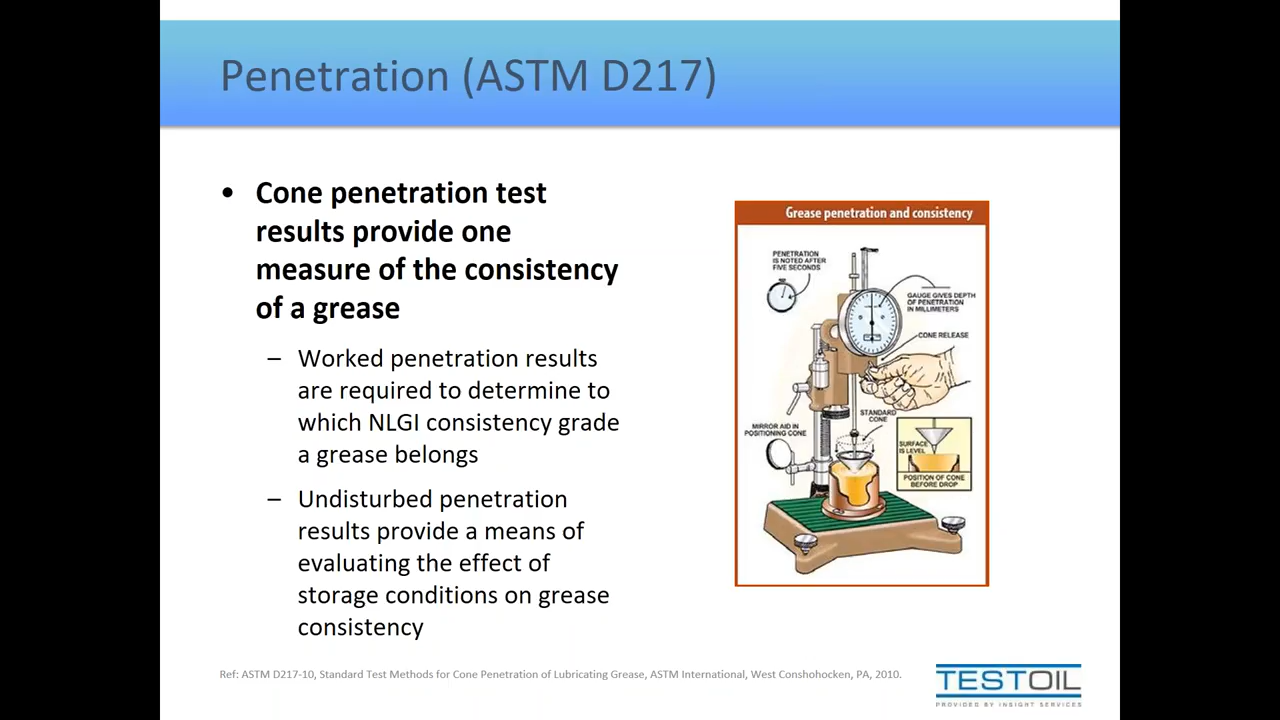 Penetration (ASTM D217)
• Cone penetration test
results provide one
measure of the consistency
of a grease
– Worked penetration results
are required to determine to
which NLGI consistency grade
a grease belongs
– Undisturbed penetration
results provide a means of
evaluating the effect of
storage conditions on grease
consistency
Grease penetration and consistency
PENETRATION
IS NOTED AFTER
FIVE SECONDS
GAUGE GIVES DEPTH
OF PENETRATION
IN MILLIMETERS
CONE RELEASE
STANDARD
CONE
MIRROR AID IN
POSITIONING CONE
SURFACE
IS LEVEL
POSITION OF CONE
BEFORE DROP
Ref: ASTM D217-10, Standard Test Methods for Cone Penetration of Lubricating Grease, ASTM International, West Conshohocken, PA, 2010.
TESTOIL
PROVIDED BY INSIGHT SERVICES